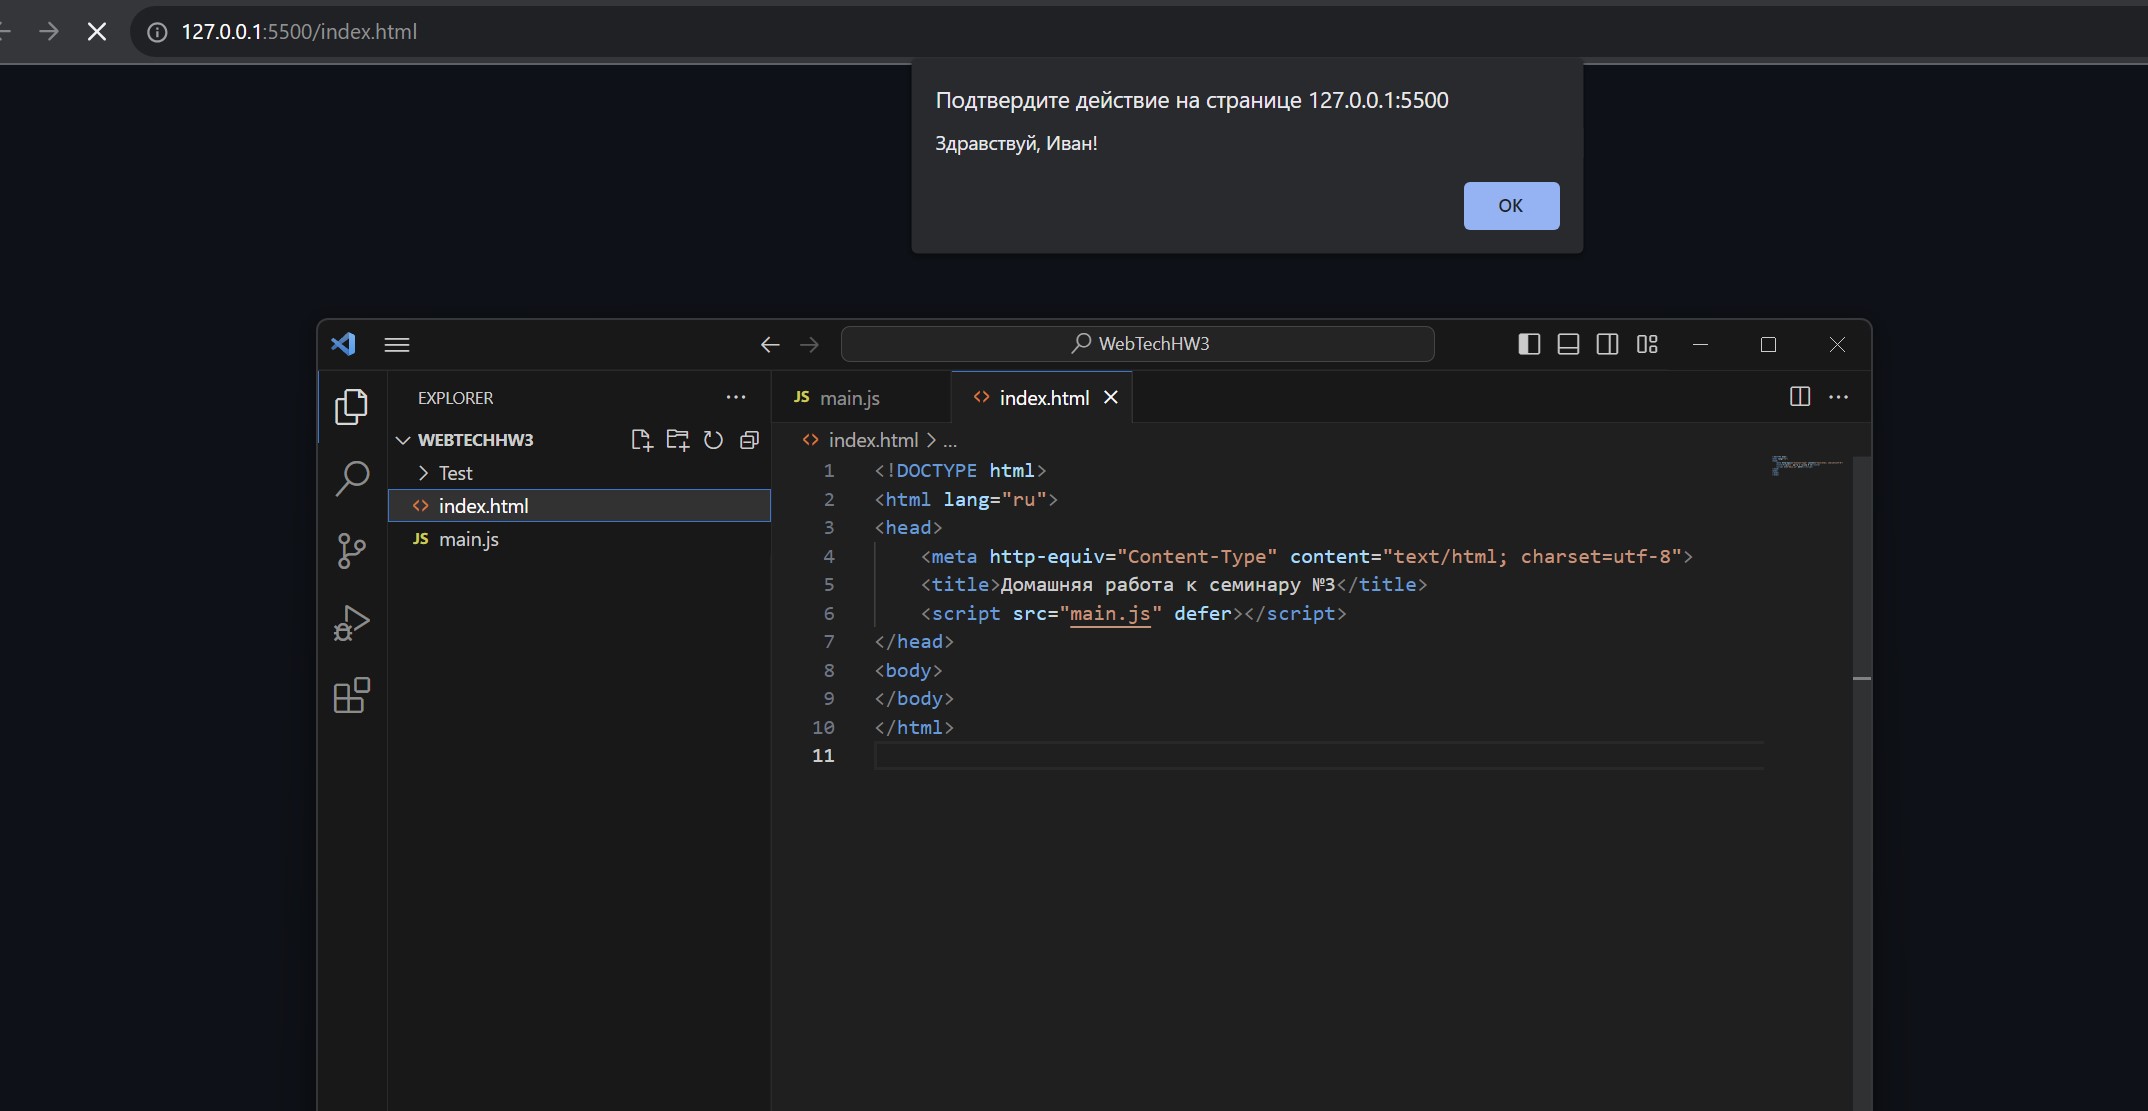 127.0.0.1:5500/index.html
Подтвердите действие на странице 127.0.0.1:5500
Здравствуй, Иван!
ОК
WebTechHW3
EXPLORER
WEBTECHHW3
Test
index.html
JS main.js
JS main.js
index.html
index.html > ...
1 <!DOCTYPE html>
2 <html lang="ru">
3 <head>
4 <meta http-equiv="Content-Type" content="text/html; charset=utf-8">
5 <title>Домашняя работа к семинару №3</title>
6 <script src="main.js" defer></script>
7 </head>
8 <body>
9 </body>
10 </html>
11